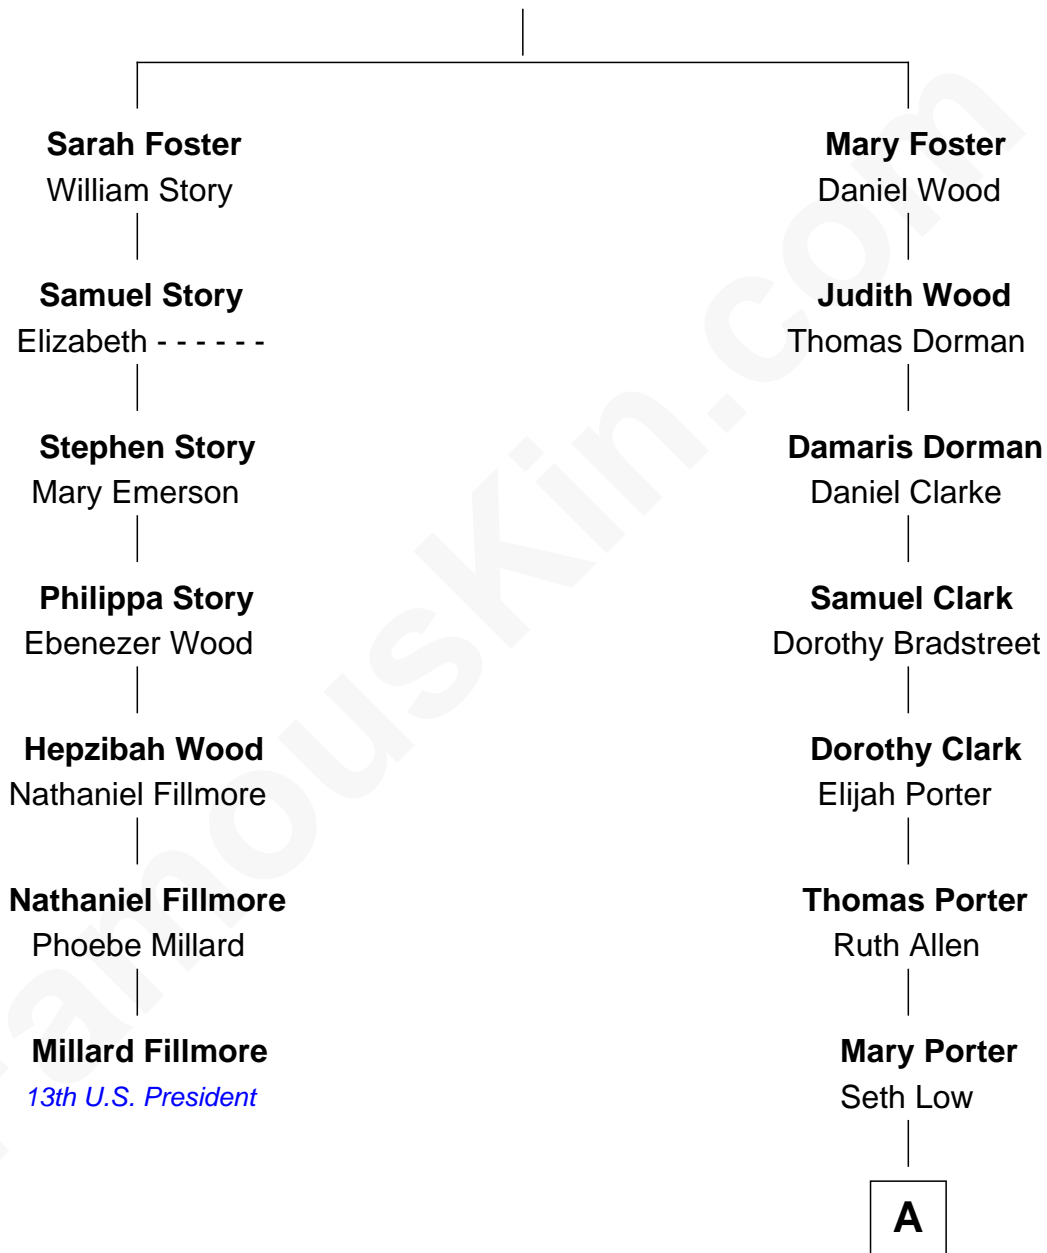 Sarah Foster
William Story
Mary Foster
Daniel Wood
Samuel Story
Elizabeth - - - - - -
Judith Wood
Thomas Dorman
Stephen Story
Mary Emerson
Damaris Dorman
Daniel Clarke
Philippa Story
Ebenezer Wood
Samuel Clark
Dorothy Bradstreet
Hepzibah Wood
Nathaniel Fillmore
Dorothy Clark
Elijah Porter
Nathaniel Fillmore
Phoebe Millard
Thomas Porter
Ruth Allen
Millard Fillmore
13th U.S. President
Mary Porter
Seth Low
A
FamousKin.com